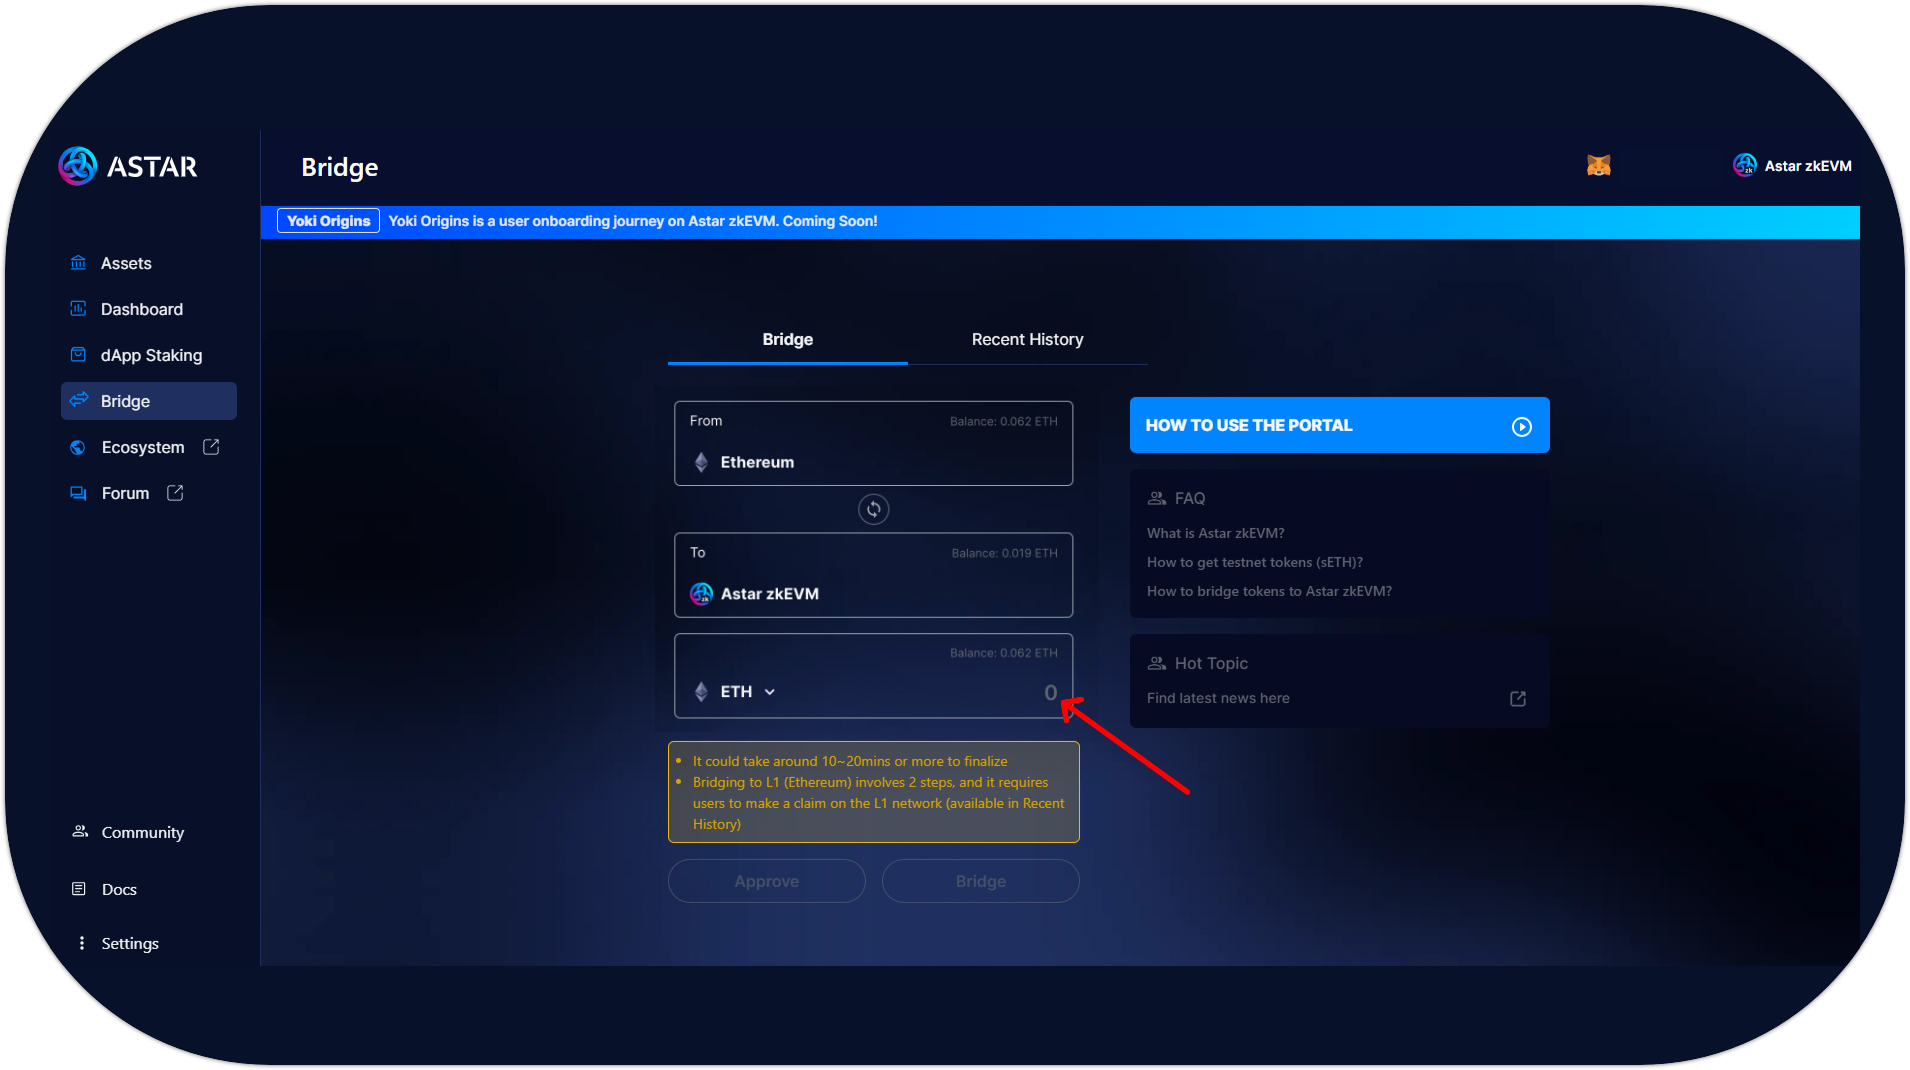 ASTAR
Bridge
Astar zkEVM
Yoki Origins Yoki Origins is a user onboarding journey on Astar zkEVM. Coming Soon!
Assets
Dashboard
dApp Staking
Bridge
Ecosystem
Forum
Community
Docs
Settings
Bridge
Recent History
From
Balance: 0.062 ETH
Ethereum
To
Balance: 0.019 ETH
Astar zkEVM
Balance: 0.062 ETH
ETH
0
• It could take around 10~20mins or more to finalize
• Bridging to L1 (Ethereum) involves 2 steps, and it requires
users to make a claim on the L1 network (available in Recent
History)
Approve
Bridge
HOW TO USE THE PORTAL
FAQ
What is Astar zkEVM?
How to get testnet tokens (sETH)?
How to bridge tokens to Astar zkEVM?
Hot Topic
Find latest news here